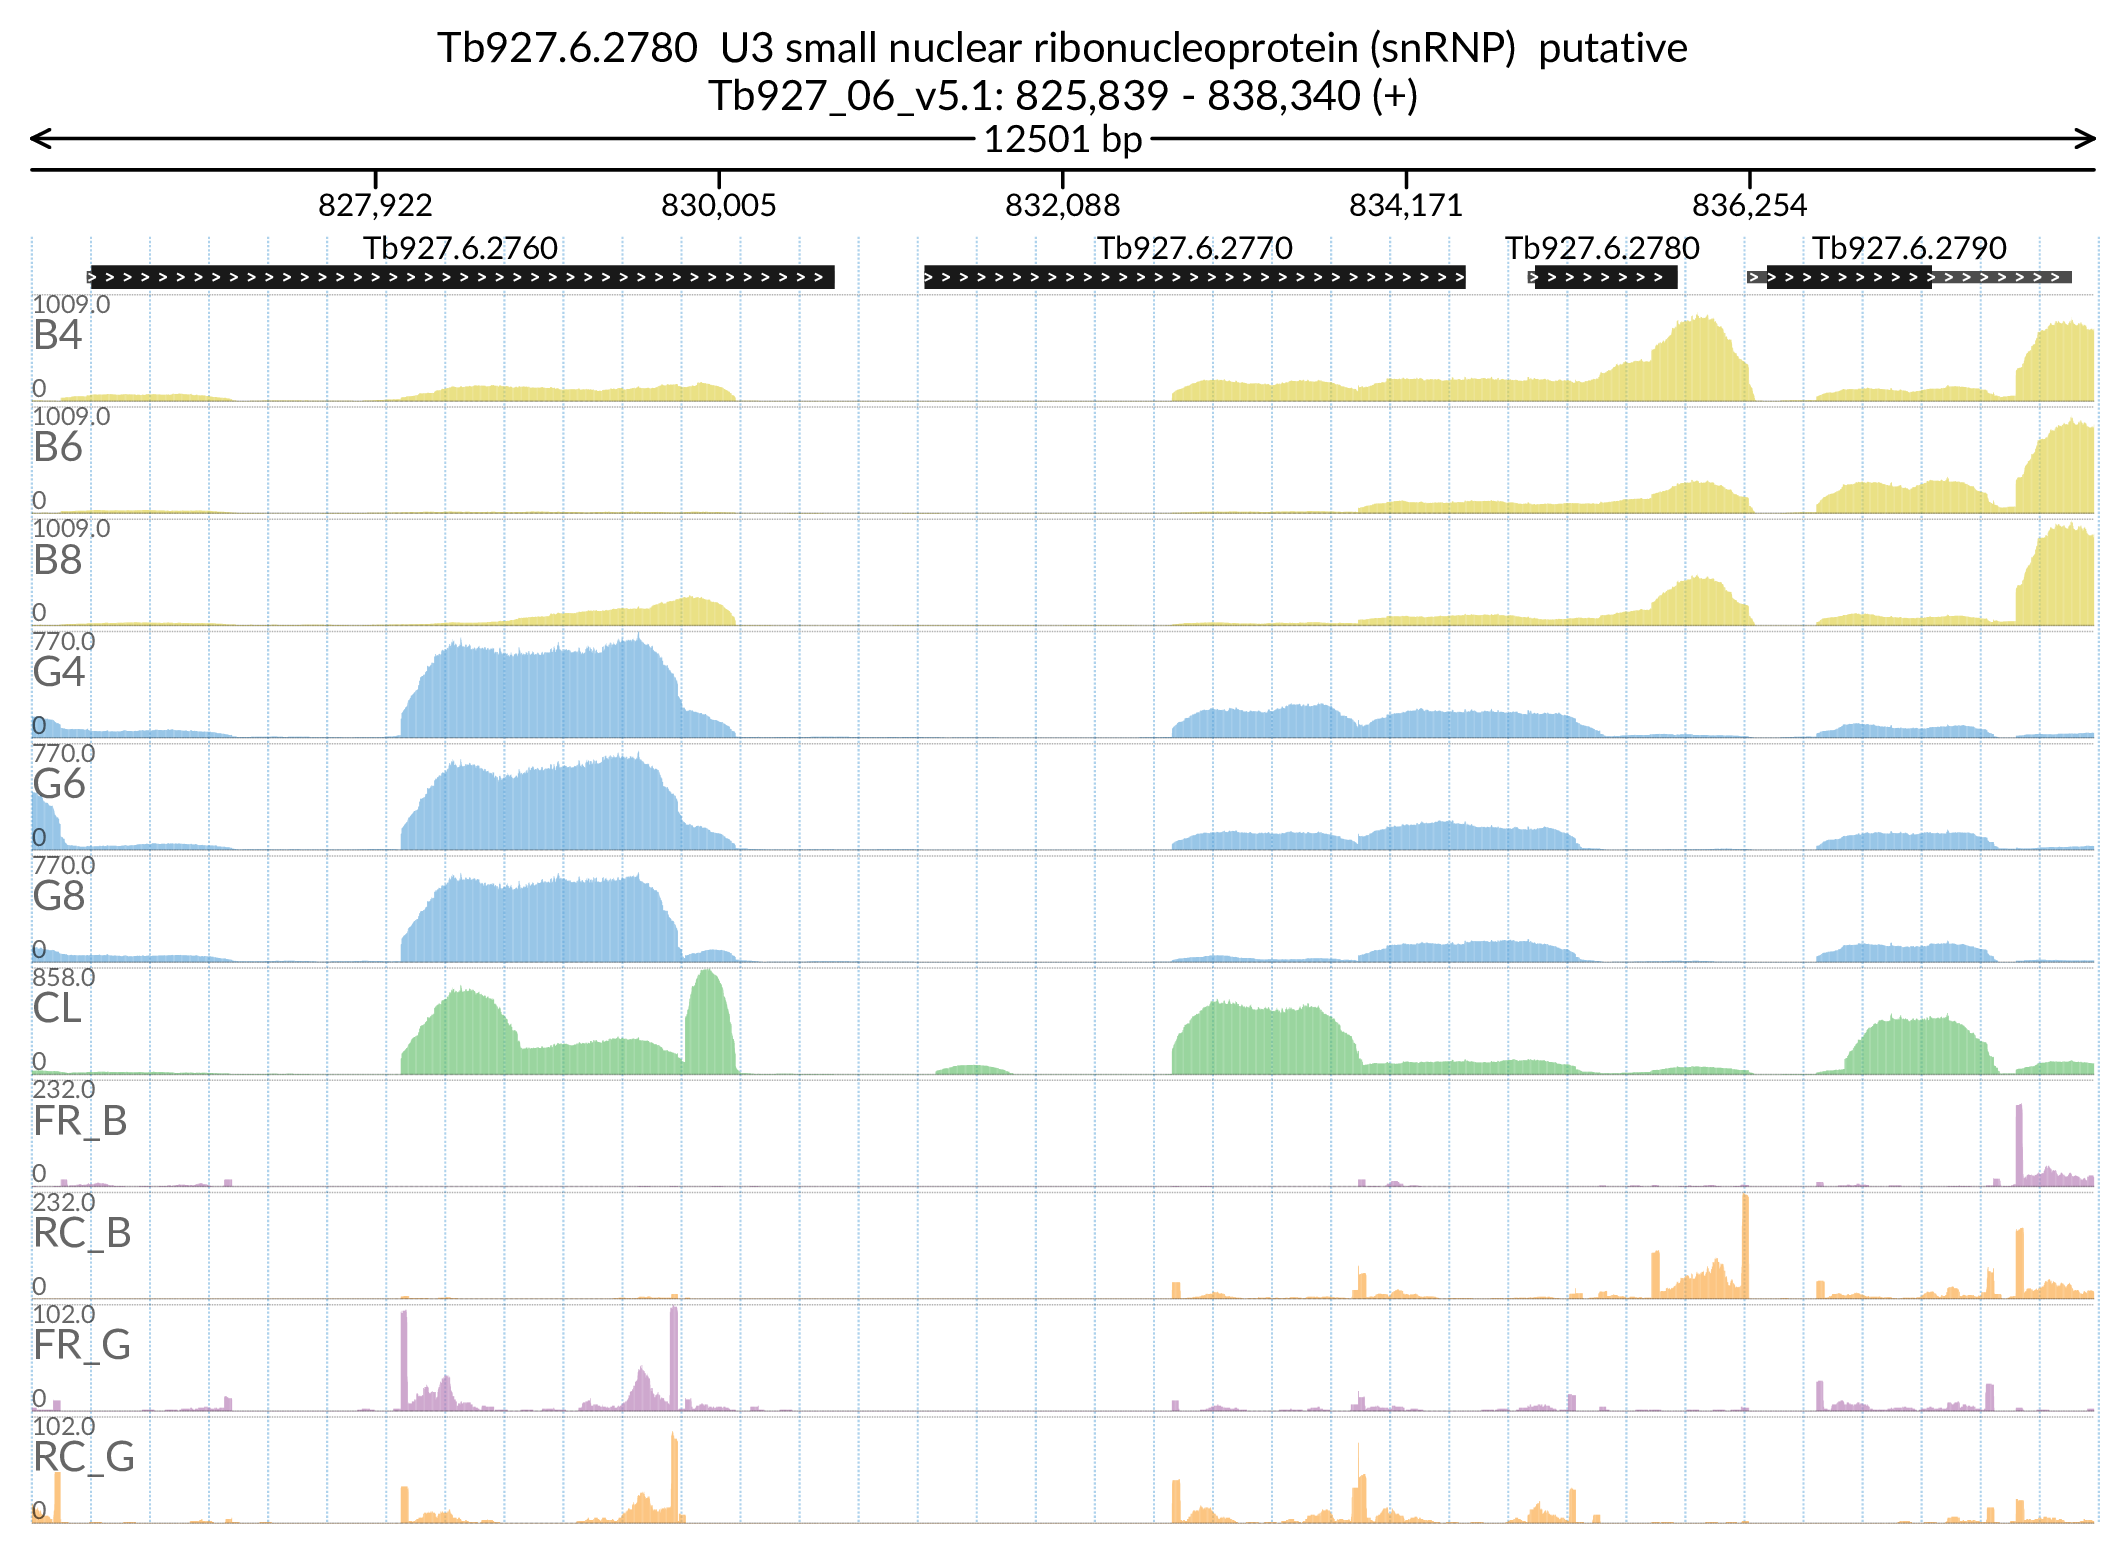 Tb927.6.2780  U3 small nuclear ribonucleoprotein (snRNP)  putative
Tb927_06_v5.1: 825,839 - 838,340 (+)
12501 bp
827,922 830,005 832,088 834,171 836,254
Tb927.6.2760 Tb927.6.2770 Tb927.6.2780 Tb927.6.2790
1009.0
B4
0
1009.0
B6
0
1009.0
B8
0
770.0
G4
0
770.0
G6
0
770.0
G8
0
858.0
CL
0
232.0
FR_B
0
232.0
RC_B
0
102.0
FR_G
0
102.0
RC_G
0